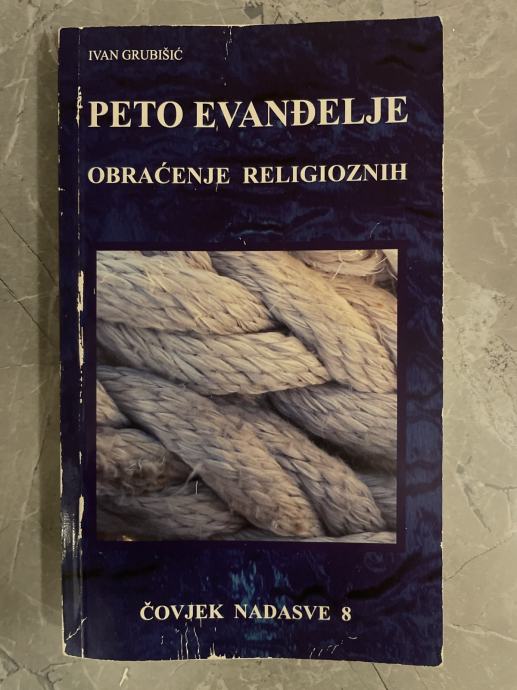 IVAN GRUBIŠIĆ
PETO EVANĐELJE
OBRAĆENJE RELIGIOZNIH
ČOVJEK NADASVE 8